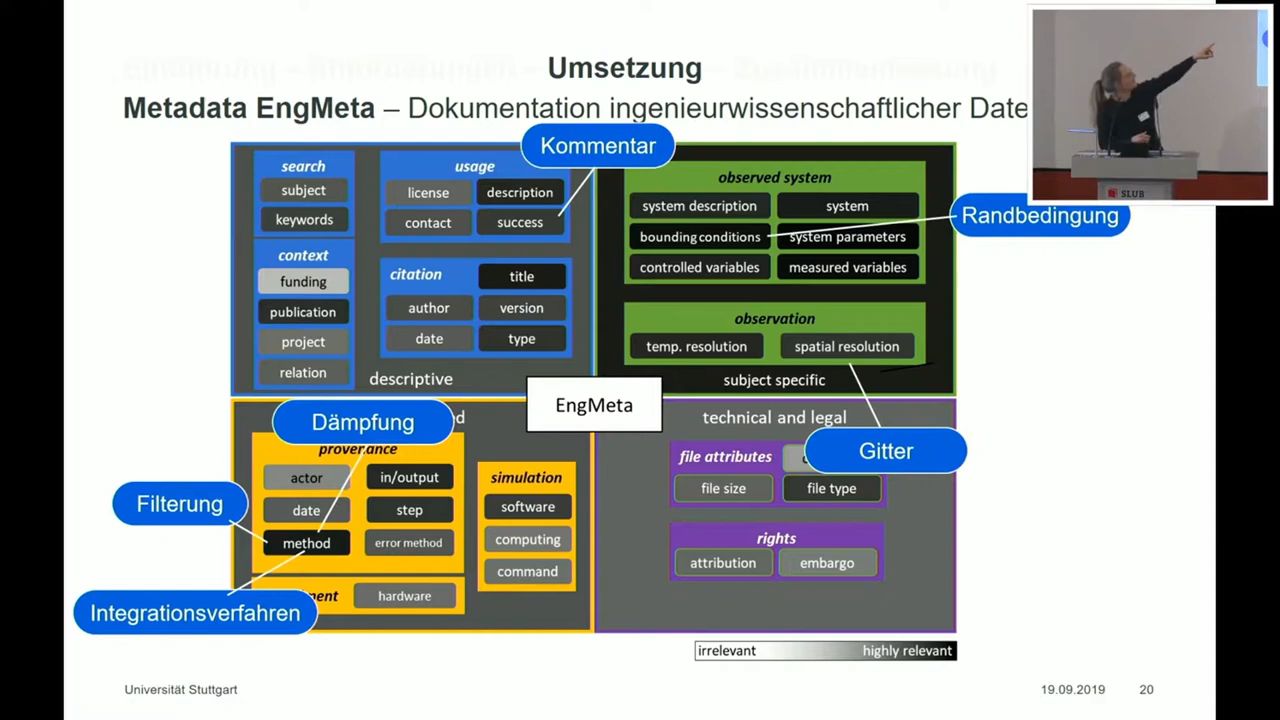 Umsetzung
Metadata EngMeta – Dokumentation ingenieurwissenschaftlicher Date
Kommentar
search
subject
keywords
context
funding
publication
project
relation
usage
license
description
contact
success
citation
title
author
version
date
type
descriptive
observed system
system description
system
bounding conditions
system parameters
controlled variables
measured variables
Randbedingung
observation
temp. resolution
spatial resolution
subject specific
SLUB
EngMeta
Dämpfung
provenance
actor
in/output
date
step
method
error method
hardware
Filterung
Integrationsverfahren
simulation
software
computing
command
technical and legal
Gitter
file attributes
file size
file type
rights
attribution
embargo
irrelevant
highly relevant
Universität Stuttgart
19.09.2019
20